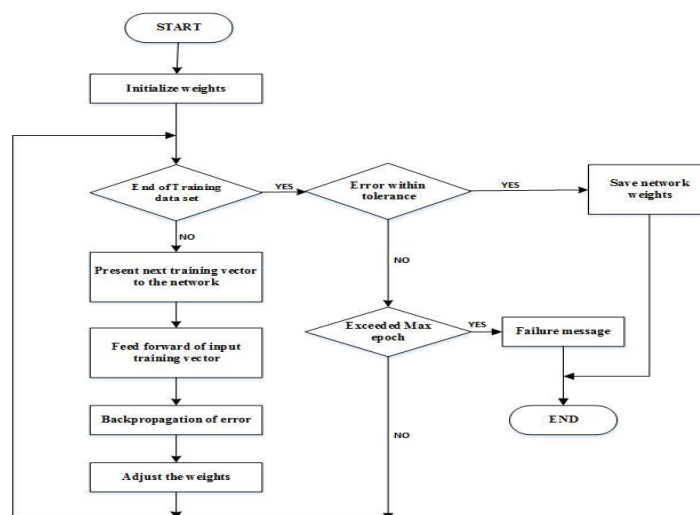 START
Initialize weights
End of Training
data set
YES
Error within
tolerance
YES
Save network
weights
NO
NO
Present next training vector
to the network
Exceeded Max
epoch
YES
Failure message
Feed forward of input
training vector
Backpropagation of error
END
NO
Adjust the weights